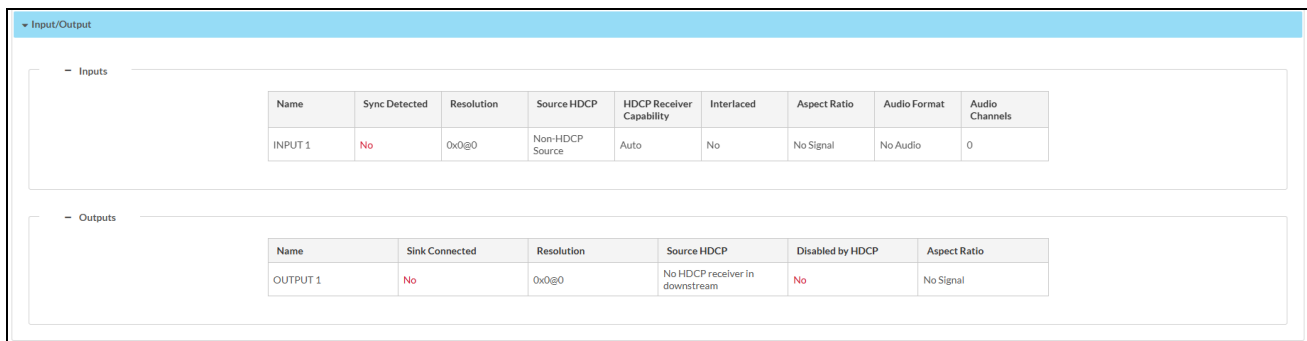 Input/Output
Inputs
Name Sync Detected Resolution Source HDCP HDCP Receiver Capability Interlaced Aspect Ratio Audio Format Audio Channels
INPUT 1 No 0x0@0 Non-HDCP Source Auto No No Signal No Audio 0
Outputs
Name Sink Connected Resolution Source HDCP Disabled by HDCP Aspect Ratio
OUTPUT 1 No 0x0@0 No HDCP receiver in downstream No No Signal